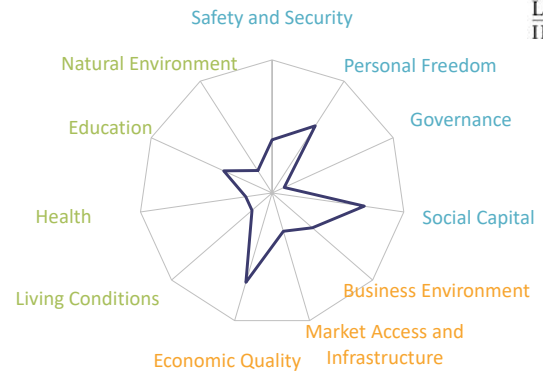 Safety and Security
Natural Environment
Personal Freedom
Education
Governance
Health
Social Capital
Living Conditions
Business Environment
Economic Quality
Market Access and
Infrastructure